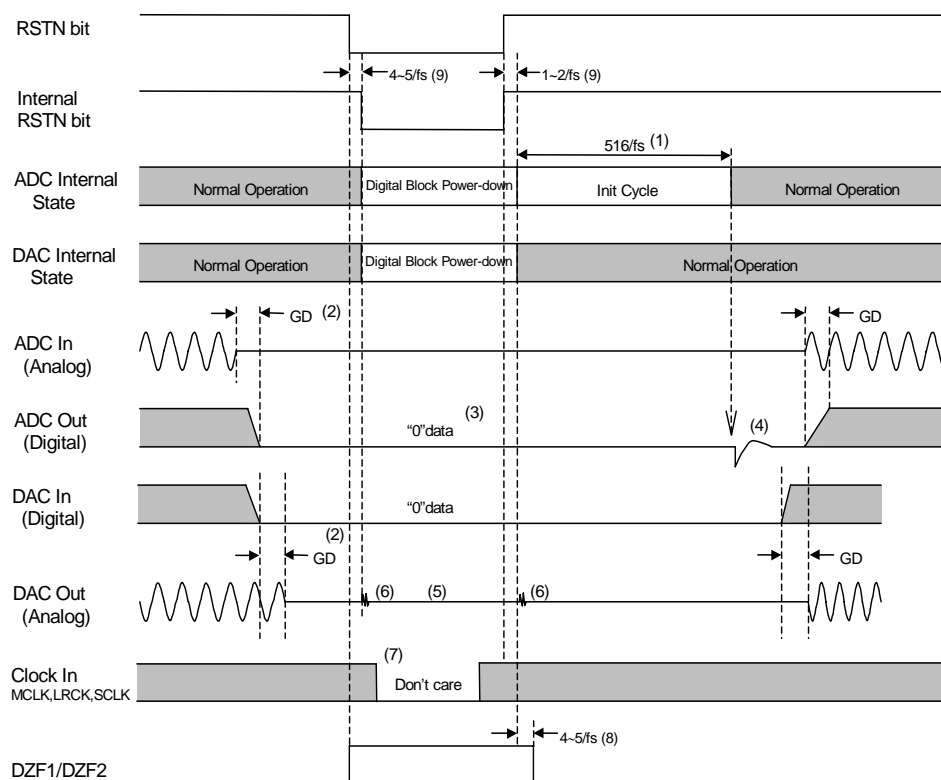 RSTN bit
4~5/fs (9)
1~2/fs (9)
Internal
RSTN bit
516/fs (1)
ADC Internal
State
Normal Operation
Digital Block Power-down
Init Cycle
Normal Operation
DAC Internal
State
Normal Operation
Digital Block Power-down
Normal Operation
GD (2)
GD
ADC In
(Analog)
ADC Out
(Digital)
“0”data (3)
(4)
DAC In
(Digital)
“0”data
(2)
GD
GD
DAC Out
(Analog)
(6)
(5)
(6)
Clock In
MCLK,LRCK,SCLK
(7)
Don’t care
4~5/fs (8)
DZF1/DZF2